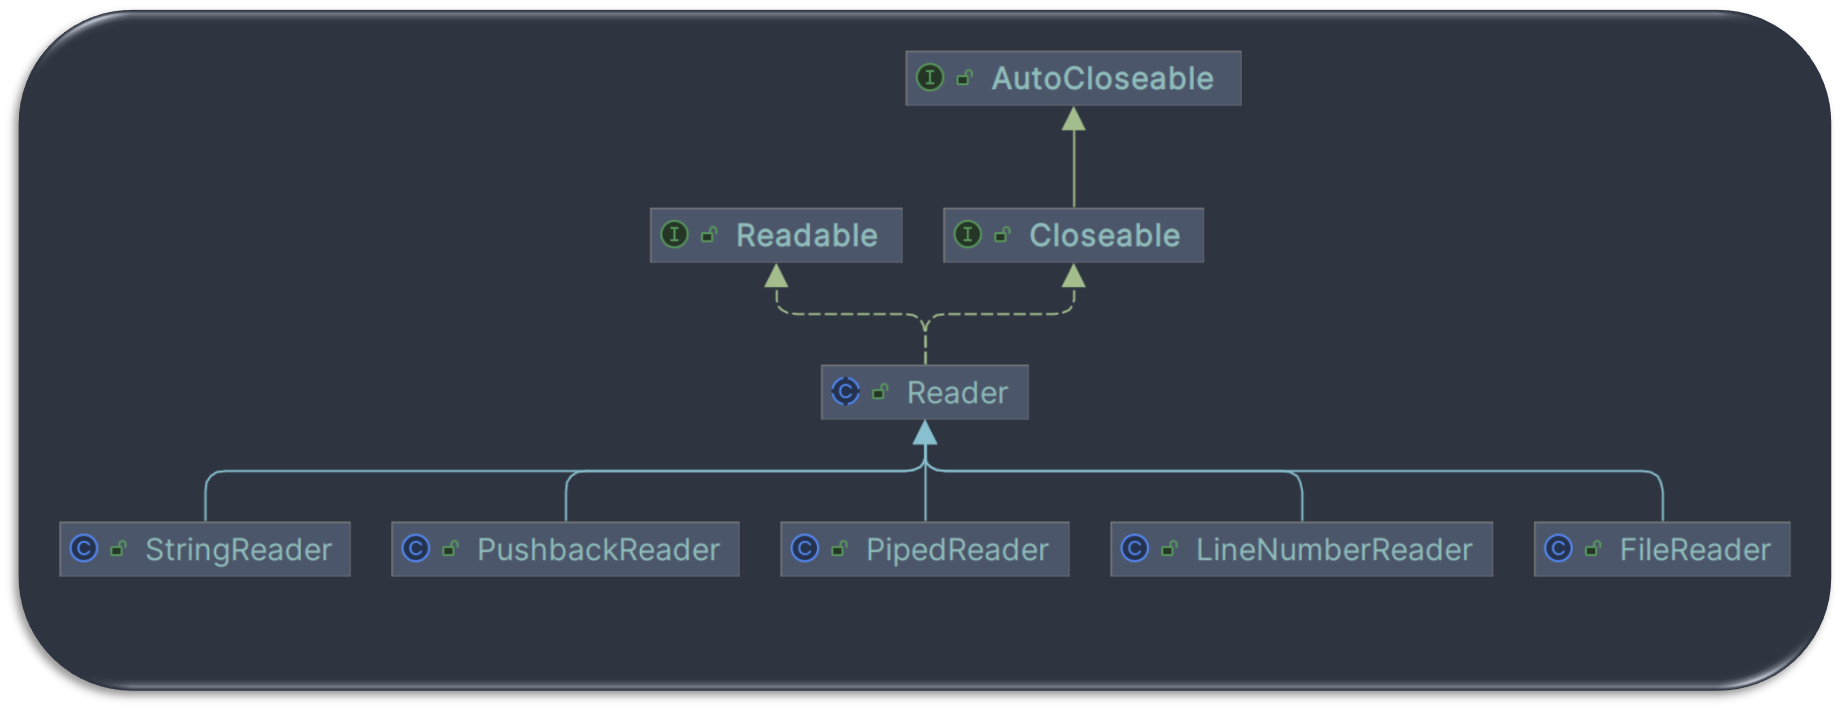 AutoCloseable
Readable
Closeable
Reader
StringReader
PushbackReader
PipedReader
LineNumberReader
FileReader